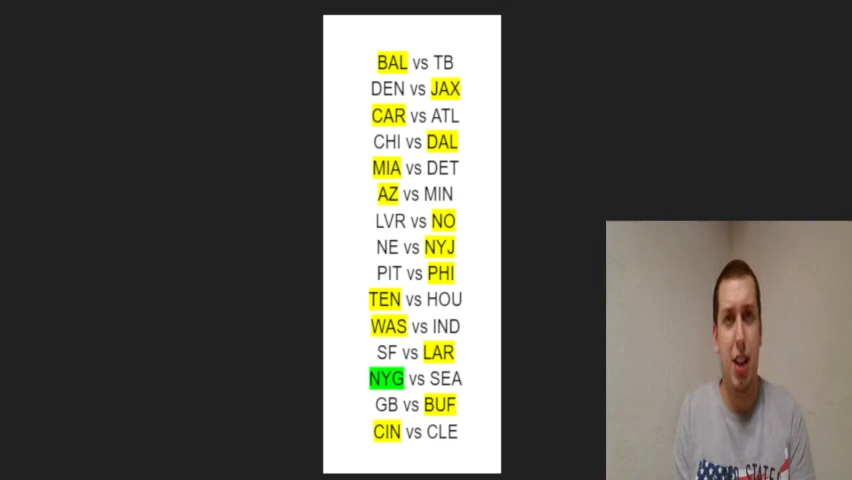 BAL vs TB
DEN vs JAX
CAR vs ATL
CHI vs DAL
MIA vs DET
AZ vs MIN
LVR vs NO
NE vs NYJ
PIT vs PHI
TEN vs HOU
WAS vs IND
SF vs LAR
NYG vs SEA
GB vs BUF
CIN vs CLE
STATES